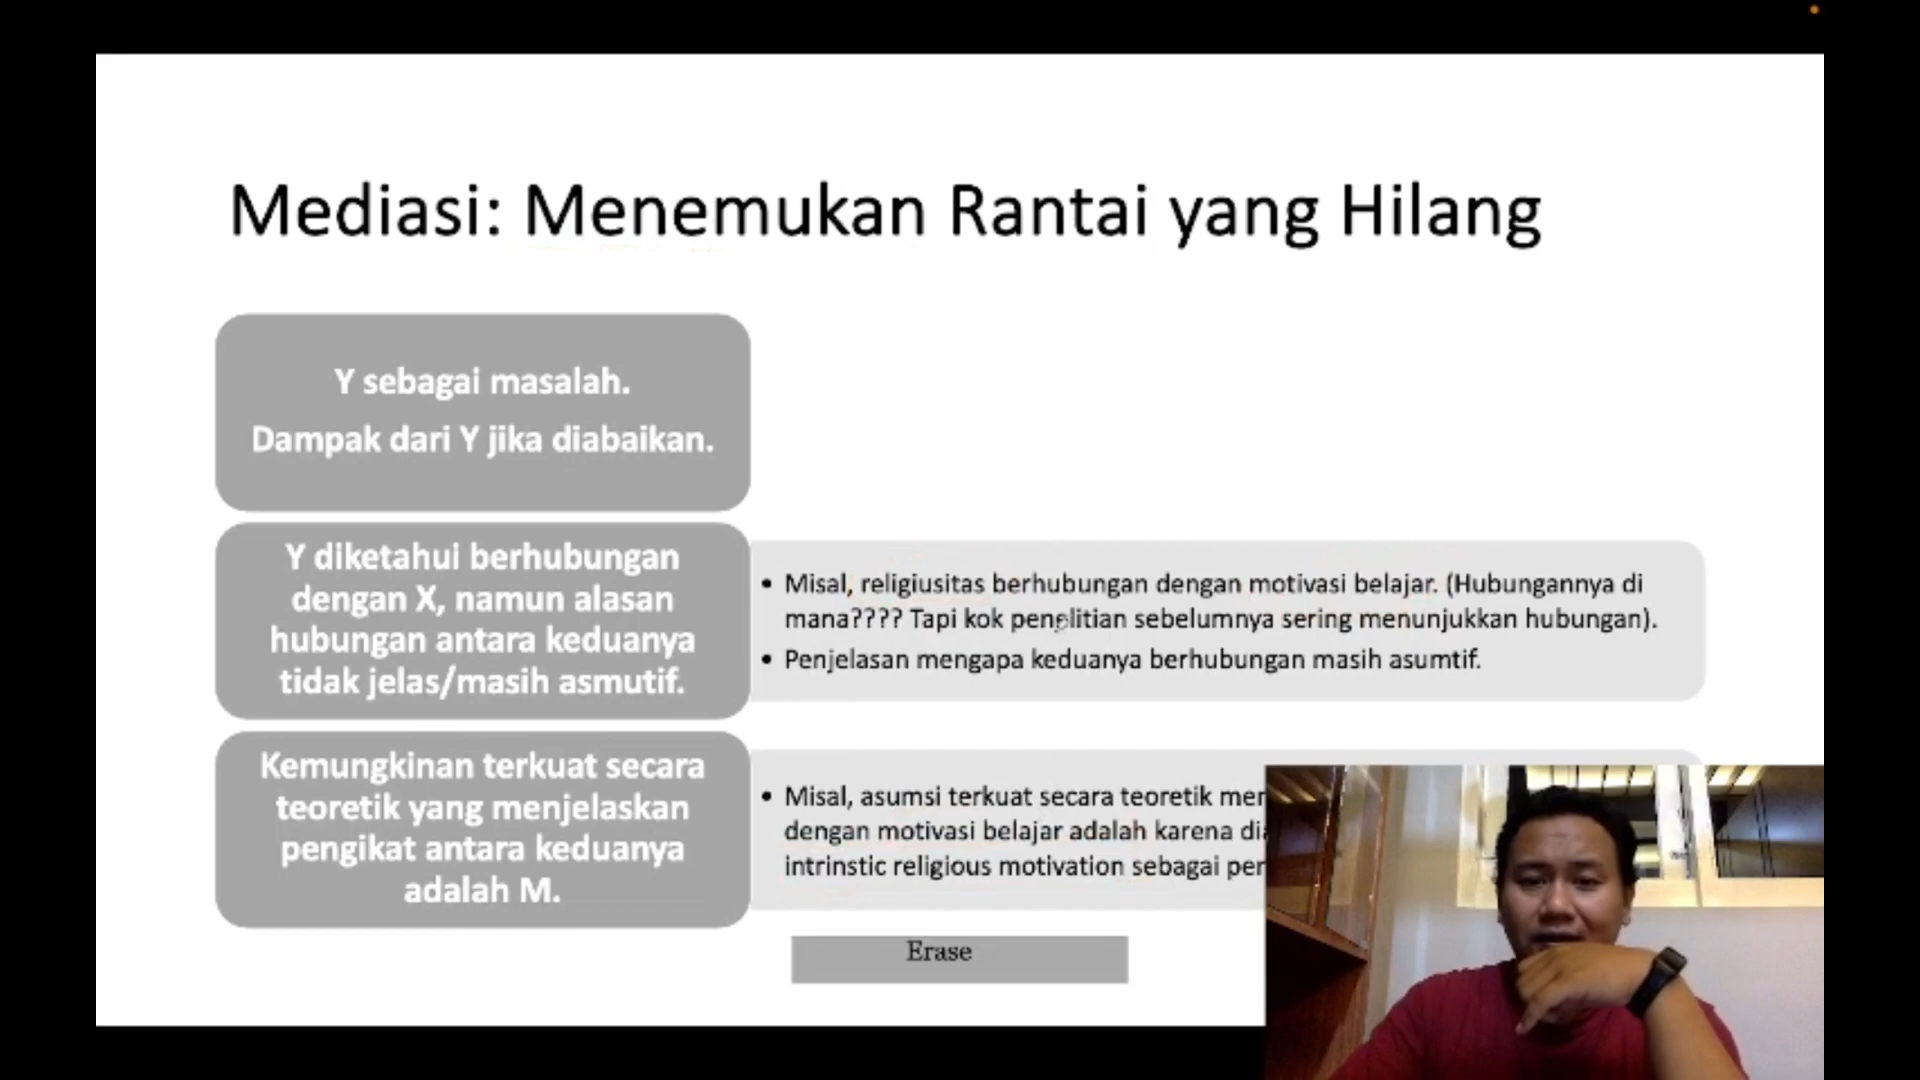 Mediasi: Menemukan Rantai yang Hilang
Y sebagai masalah.
Dampak dari Y jika diabaikan.
Y diketahui berhubungan
dengan X, namun alasan
hubungan antara keduanya
tidak jelas/masih asmutif.
• Misal, religiusitas berhubungan dengan motivasi belajar. (Hubungannya di
mana???? Tapi kok penelitian sebelumnya sering menunjukkan hubungan).
• Penjelasan mengapa keduanya berhubungan masih asumtif.
Kemungkinan terkuat secara
teoretik yang menjelaskan
pengikat antara keduanya
adalah M.
• Misal, asumsi terkuat secara teoretik
dengan motivasi belajar adalah karena
intrinstic religious motivation sebagai
Erase